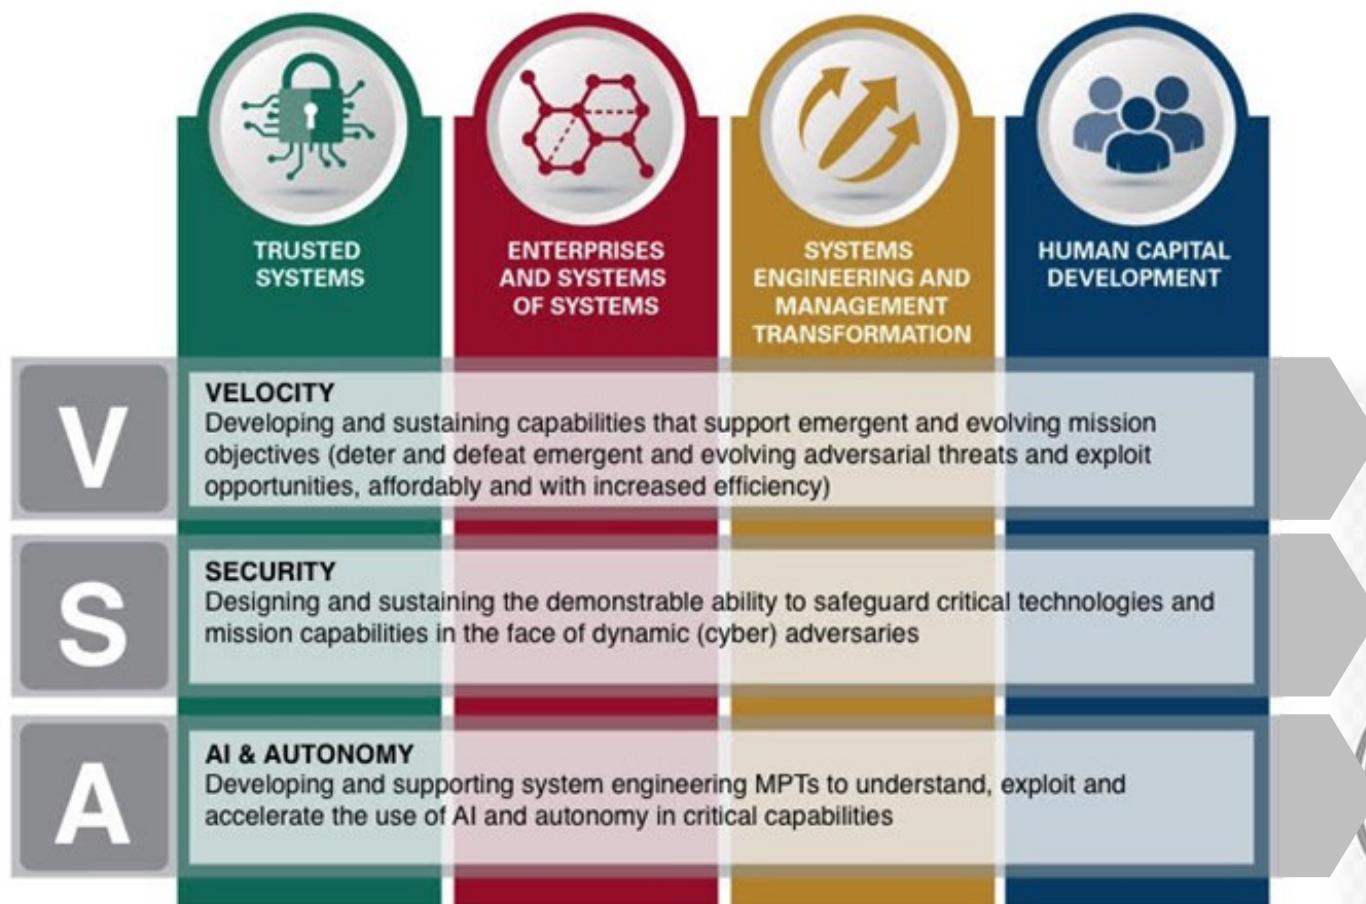 TRUSTED
SYSTEMS
ENTERPRISES
AND SYSTEMS
OF SYSTEMS
SYSTEMS
ENGINEERING AND
MANAGEMENT
TRANSFORMATION
HUMAN CAPITAL
DEVELOPMENT
V
VELOCITY
Developing and sustaining capabilities that support emergent and evolving mission
objectives (deter and defeat emergent and evolving adversarial threats and exploit
opportunities, affordably and with increased efficiency)
S
SECURITY
Designing and sustaining the demonstrable ability to safeguard critical technologies and
mission capabilities in the face of dynamic (cyber) adversaries
A
AI & AUTONOMY
Developing and supporting system engineering MPTs to understand, exploit and
accelerate the use of AI and autonomy in critical capabilities